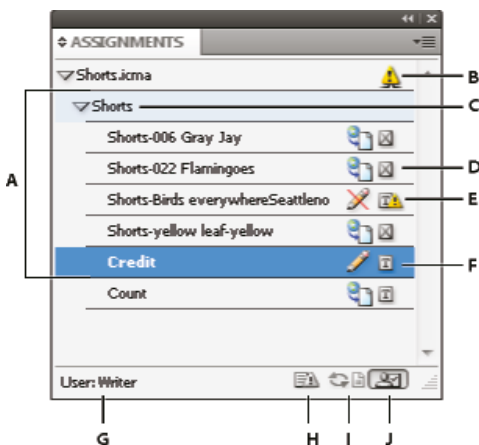 ASSIGNMENTS
Shorts.icma
B
Shorts
C
A
Shorts-006 Gray Jay
Shorts-022 Flamingoes
D
Shorts-Birds everywhereSeattleno
E
Shorts-yellow leaf-yellow
Credit
F
Count
User: Writer
G H I J